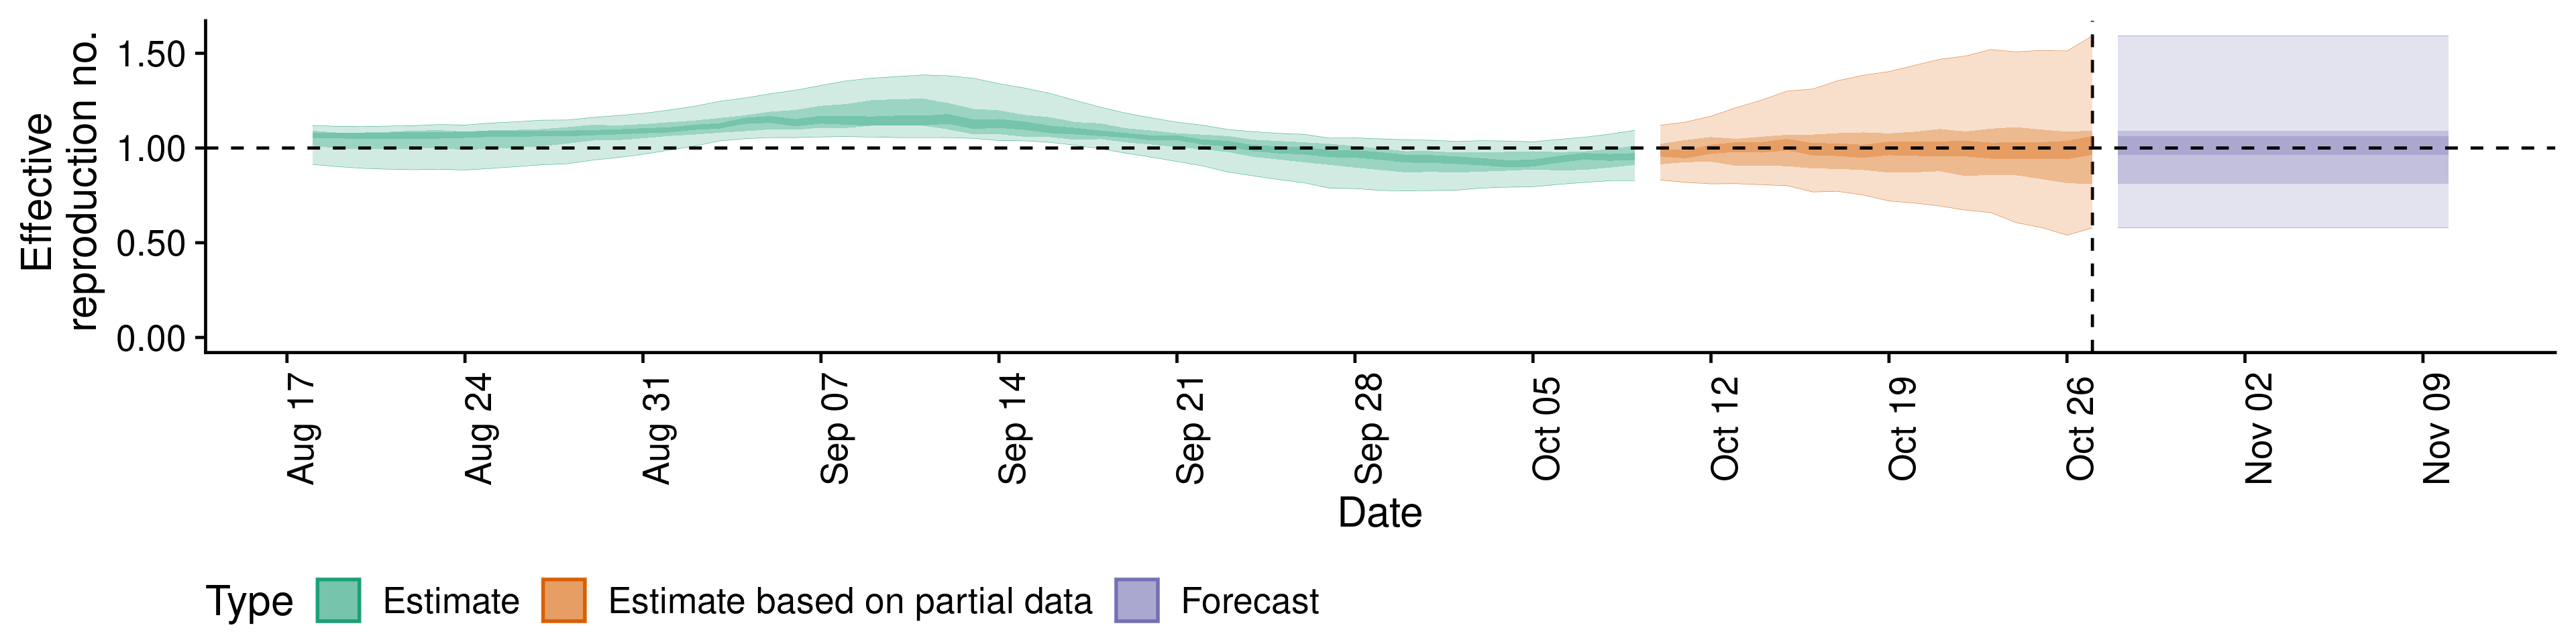 Effective
reproduction no.
1.50
1.00
0.50
0.00
Aug 17
Aug 24
Aug 31
Sep 07
Sep 14
Sep 21
Sep 28
Oct 05
Oct 12
Oct 19
Oct 26
Nov 02
Nov 09
Date
Type Estimate Estimate based on partial data Forecast